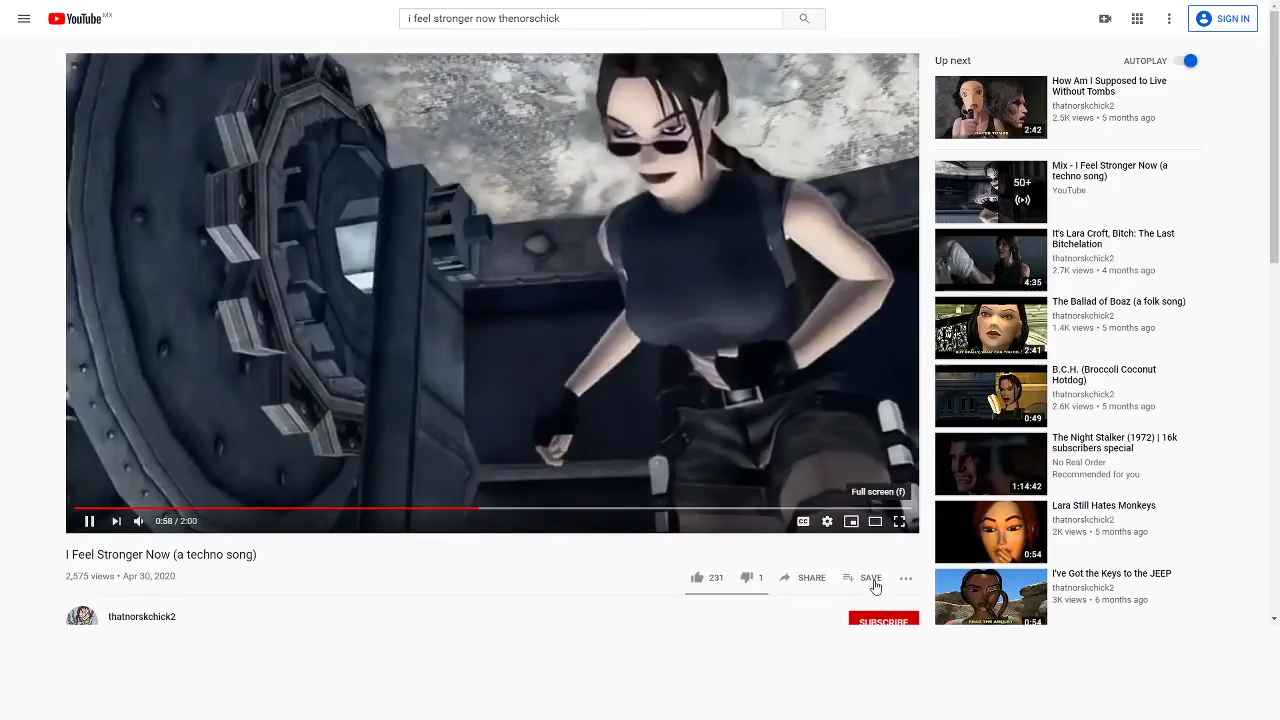 YouTube MX
i feel stronger now thenorschick
SIGN IN
Up next
AUTOPLAY
How Am I Supposed to Live
Without Tombs
thatnorskchick2
2.5K views • 5 months ago
2:42
Mix - I Feel Stronger Now (a
techno song)
YouTube
50+
It's Lara Croft, Bitch: The Last
Bitchelation
thatnorskchick2
2.7K views • 4 months ago
4:35
The Ballad of Boaz (a folk song)
thatnorskchick2
1.4K views • 5 months ago
2:41
B.C.H. (Broccoli Coconut
Hotdog)
thatnorskchick2
2.6K views • 5 months ago
0:49
The Night Stalker (1972) | 16k
subscribers special
No Real Order
Recommended for you
1:14:42
Lara Still Hates Monkeys
thatnorskchick2
2K views • 5 months ago
0:54
I've Got the Keys to the JEEP
thatnorskchick2
3K views • 6 months ago
0:54
Full screen (f)
0:58 / 2:00
CC
I Feel Stronger Now (a techno song)
2,575 views • Apr 30, 2020
231
1
SHARE
SAVE
thatnorskchick2
SUBSCRIBE